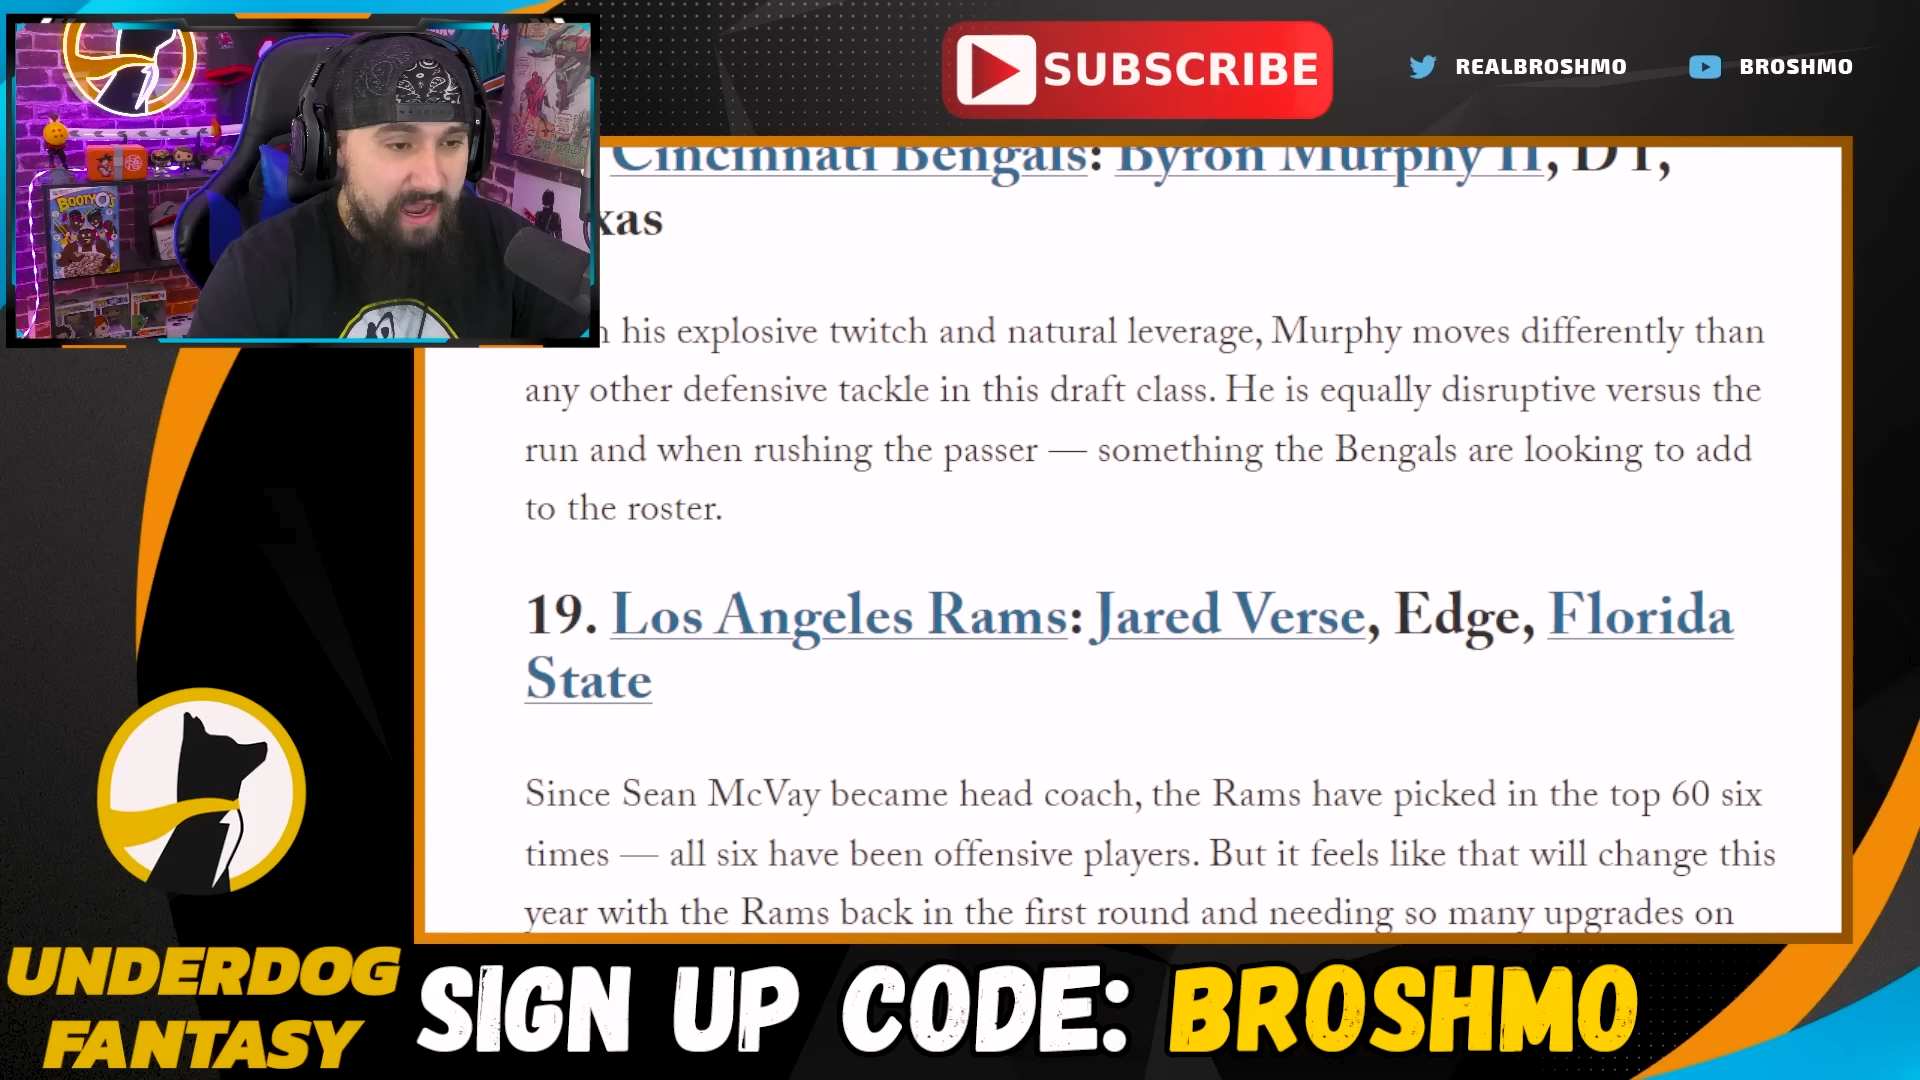 BOOTY O's
SUBSCRIBE
REALBROSHMO
BROSHMO
Cincinnati Bengals: Byron Murphy II, DT,
xas
his explosive twitch and natural leverage, Murphy moves differently than
any other defensive tackle in this draft class. He is equally disruptive versus the
run and when rushing the passer — something the Bengals are looking to add
to the roster.
19. Los Angeles Rams: Jared Verse, Edge, Florida
State
Since Sean McVay became head coach, the Rams have picked in the top 60 six
times — all six have been offensive players. But it feels like that will change this
year with the Rams back in the first round and needing so many upgrades on
UNDERDOG
FANTASY
SIGN UP CODE: BROSHMO